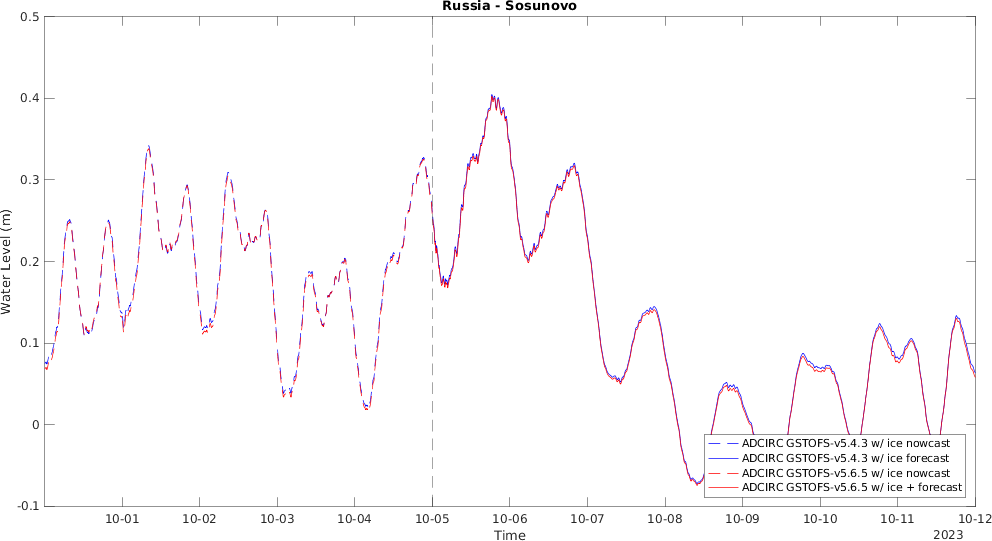 Russia - Sosunovo
0.5
0.4
0.3
0.2
0.1
0
-0.1
Water Level (m)
ADCIRC GSTOFS-v5.4.3 w/ ice nowcast
ADCIRC GSTOFS-v5.4.3 w/ ice forecast
ADCIRC GSTOFS-v5.6.5 w/ ice nowcast
ADCIRC GSTOFS-v5.6.5 w/ ice + forecast
10-01 10-02 10-03 10-04 10-05 10-06 10-07 10-08 10-09 10-10 10-11 10-12
Time
2023